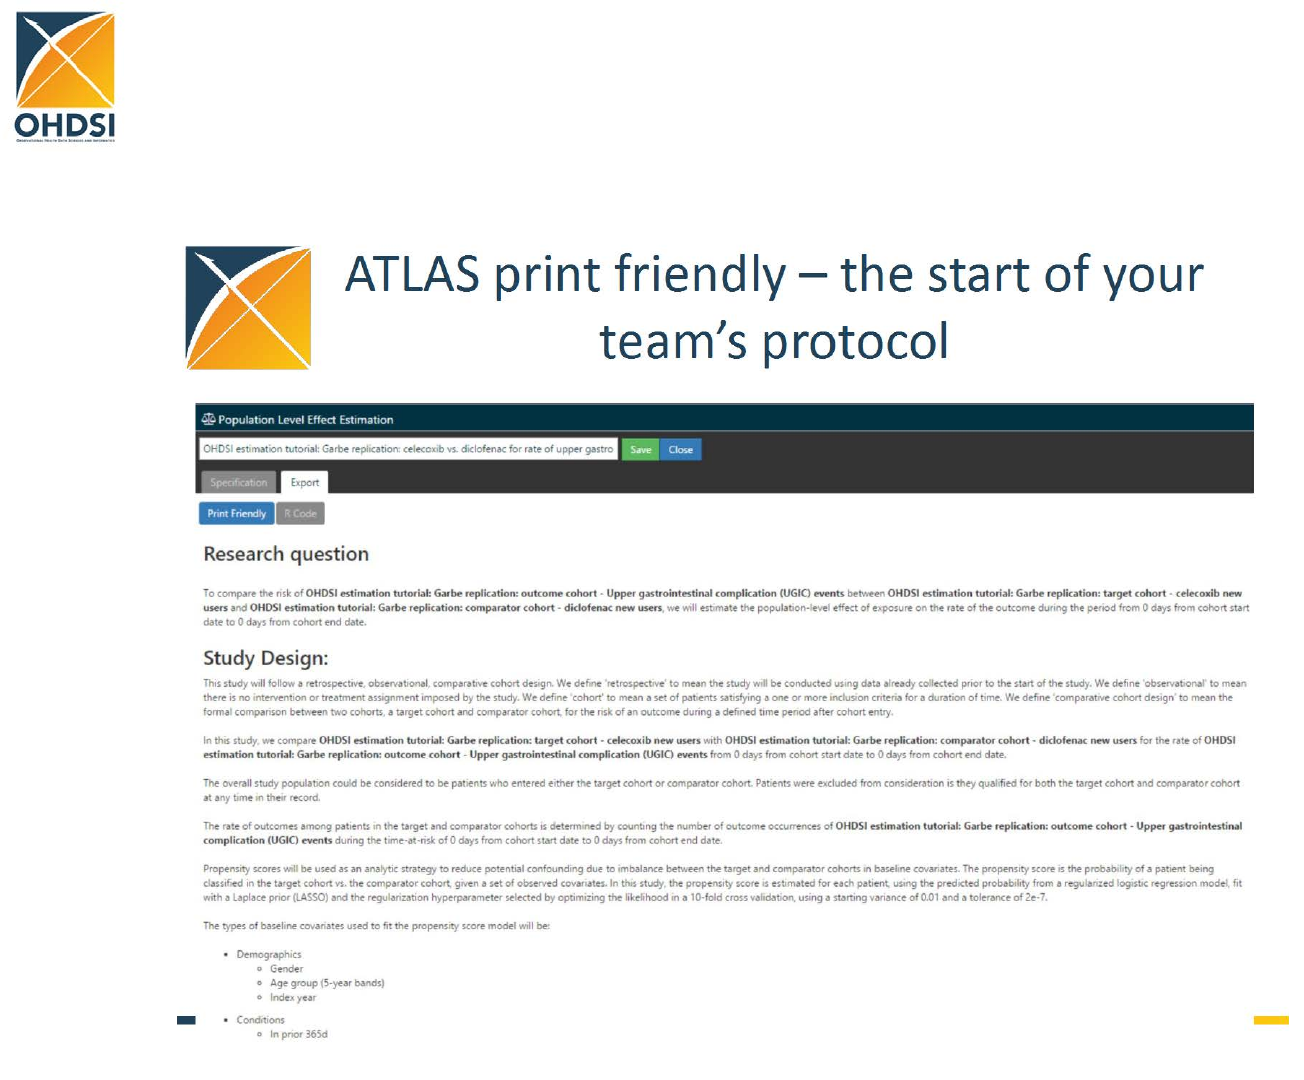 OHDSI
OBSERVATIONAL HEALTH DATA SCIENCES AND INFORMATICS
ATLAS print friendly – the start of your
team's protocol
Population Level Effect Estimation
OHDSI estimation tutorial: Garbe replication: celecoxib vs. diclofenac for rate of upper gastro
Save
Close
Specification
Export
Print Friendly
R Code
Research question
To compare the risk of OHDSI estimation tutorial: Garbe replication: outcome cohort - Upper gastrointestinal complication (UGIC) events between OHDSI estimation tutorial: Garbe replication: target cohort - celecoxib new
users and OHDSI estimation tutorial: Garbe replication: comparator cohort - diclofenac new users, we will estimate the population-level effect of exposure on the rate of the outcome during the period from 0 days from cohort start
date to 0 days from cohort end date.
Study Design:
This study will follow a retrospective, observational, comparative cohort design. We define 'retrospective' to mean the study will be conducted using data already collected prior to the start of the study. We define 'observational' to mean
there is no intervention or treatment assignment imposed by the study. We define 'cohort' to mean a set of patients satisfying a one or more inclusion criteria for a duration of time. We define 'comparative cohort design' to mean the
formal comparison between two cohorts, a target cohort and comparator cohort, for the risk of an outcome during a defined time period after cohort entry.
In this study, we compare OHDSI estimation tutorial: Garbe replication: target cohort - celecoxib new users with OHDSI estimation tutorial: Garbe replication: comparator cohort - diclofenac new users for the rate of OHDSI
estimation tutorial: Garbe replication: outcome cohort - Upper gastrointestinal complication (UGIC) events from 0 days from cohort start date to 0 days from cohort end date.
The overall study population could be considered to be patients who entered either the target cohort or comparator cohort. Patients were excluded from consideration is they qualified for both the target cohort and comparator cohort
at any time in their record.
The rate of outcomes among patients in the target and comparator cohorts is determined by counting the number of outcome occurrences of OHDSI estimation tutorial: Garbe replication: outcome cohort - Upper gastrointestinal
complication (UGIC) events during the time-at-risk of 0 days from cohort start date to 0 days from cohort end date.
Propensity scores will be used as an analytic strategy to reduce potential confounding due to imbalance between the target and comparator cohorts in baseline covariates. The propensity score is the probability of a patient being
classified in the target cohort vs. the comparator cohort, given a set of observed covariates. In this study, the propensity score is estimated for each patient, using the predicted probability from a regularized logistic regression model, fit
with a Laplace prior (LASSO) and the regularization hyperparameter selected by optimizing the likelihood in a 10-fold cross validation, using a starting variance of 0.01 and a tolerance of 2e-7.
The types of baseline covariates used to fit the propensity score model will be:
• Demographics
◦ Gender
◦ Age group (5-year bands)
◦ Index year
• Conditions
◦ In prior 365d